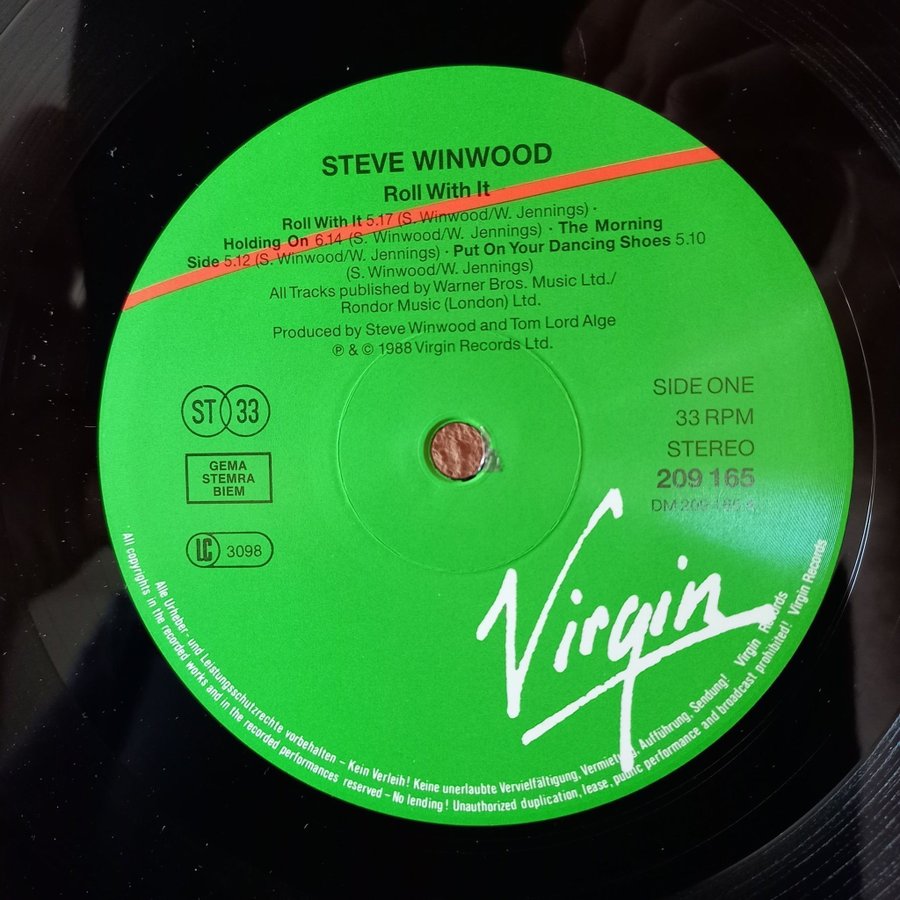 STEVE WINWOOD
Roll With It
Roll With It 5.17 (S. Winwood/W. Jennings) ·
Holding On 6.14 (S. Winwood/W. Jennings) · The Morning
Side 5.12 (S. Winwood/W. Jennings) · Put On Your Dancing Shoes 5.10
(S. Winwood/W. Jennings)
All Tracks published by Warner Bros. Music Ltd./
Rondor Music (London) Ltd.
Produced by Steve Winwood and Tom Lord Alge
℗ & © 1988 Virgin Records Ltd.
ST 33
GEMA
STEMRA
BIEM
LC 3098
SIDE ONE
33 RPM
STEREO
209 165
DM 209 165 A
Virgin
Alle Urheber- und Leistungsschutzrechte vorbehalten – Kein Verleih! Keine unerlaubte Vervielfältigung, Aufführung, Sendung! Virgin Records
All copyrights in the recorded works and in the recorded performances reserved – No lending! Unauthorized duplication, lease, public performance and broadcast prohibited! Virgin Records